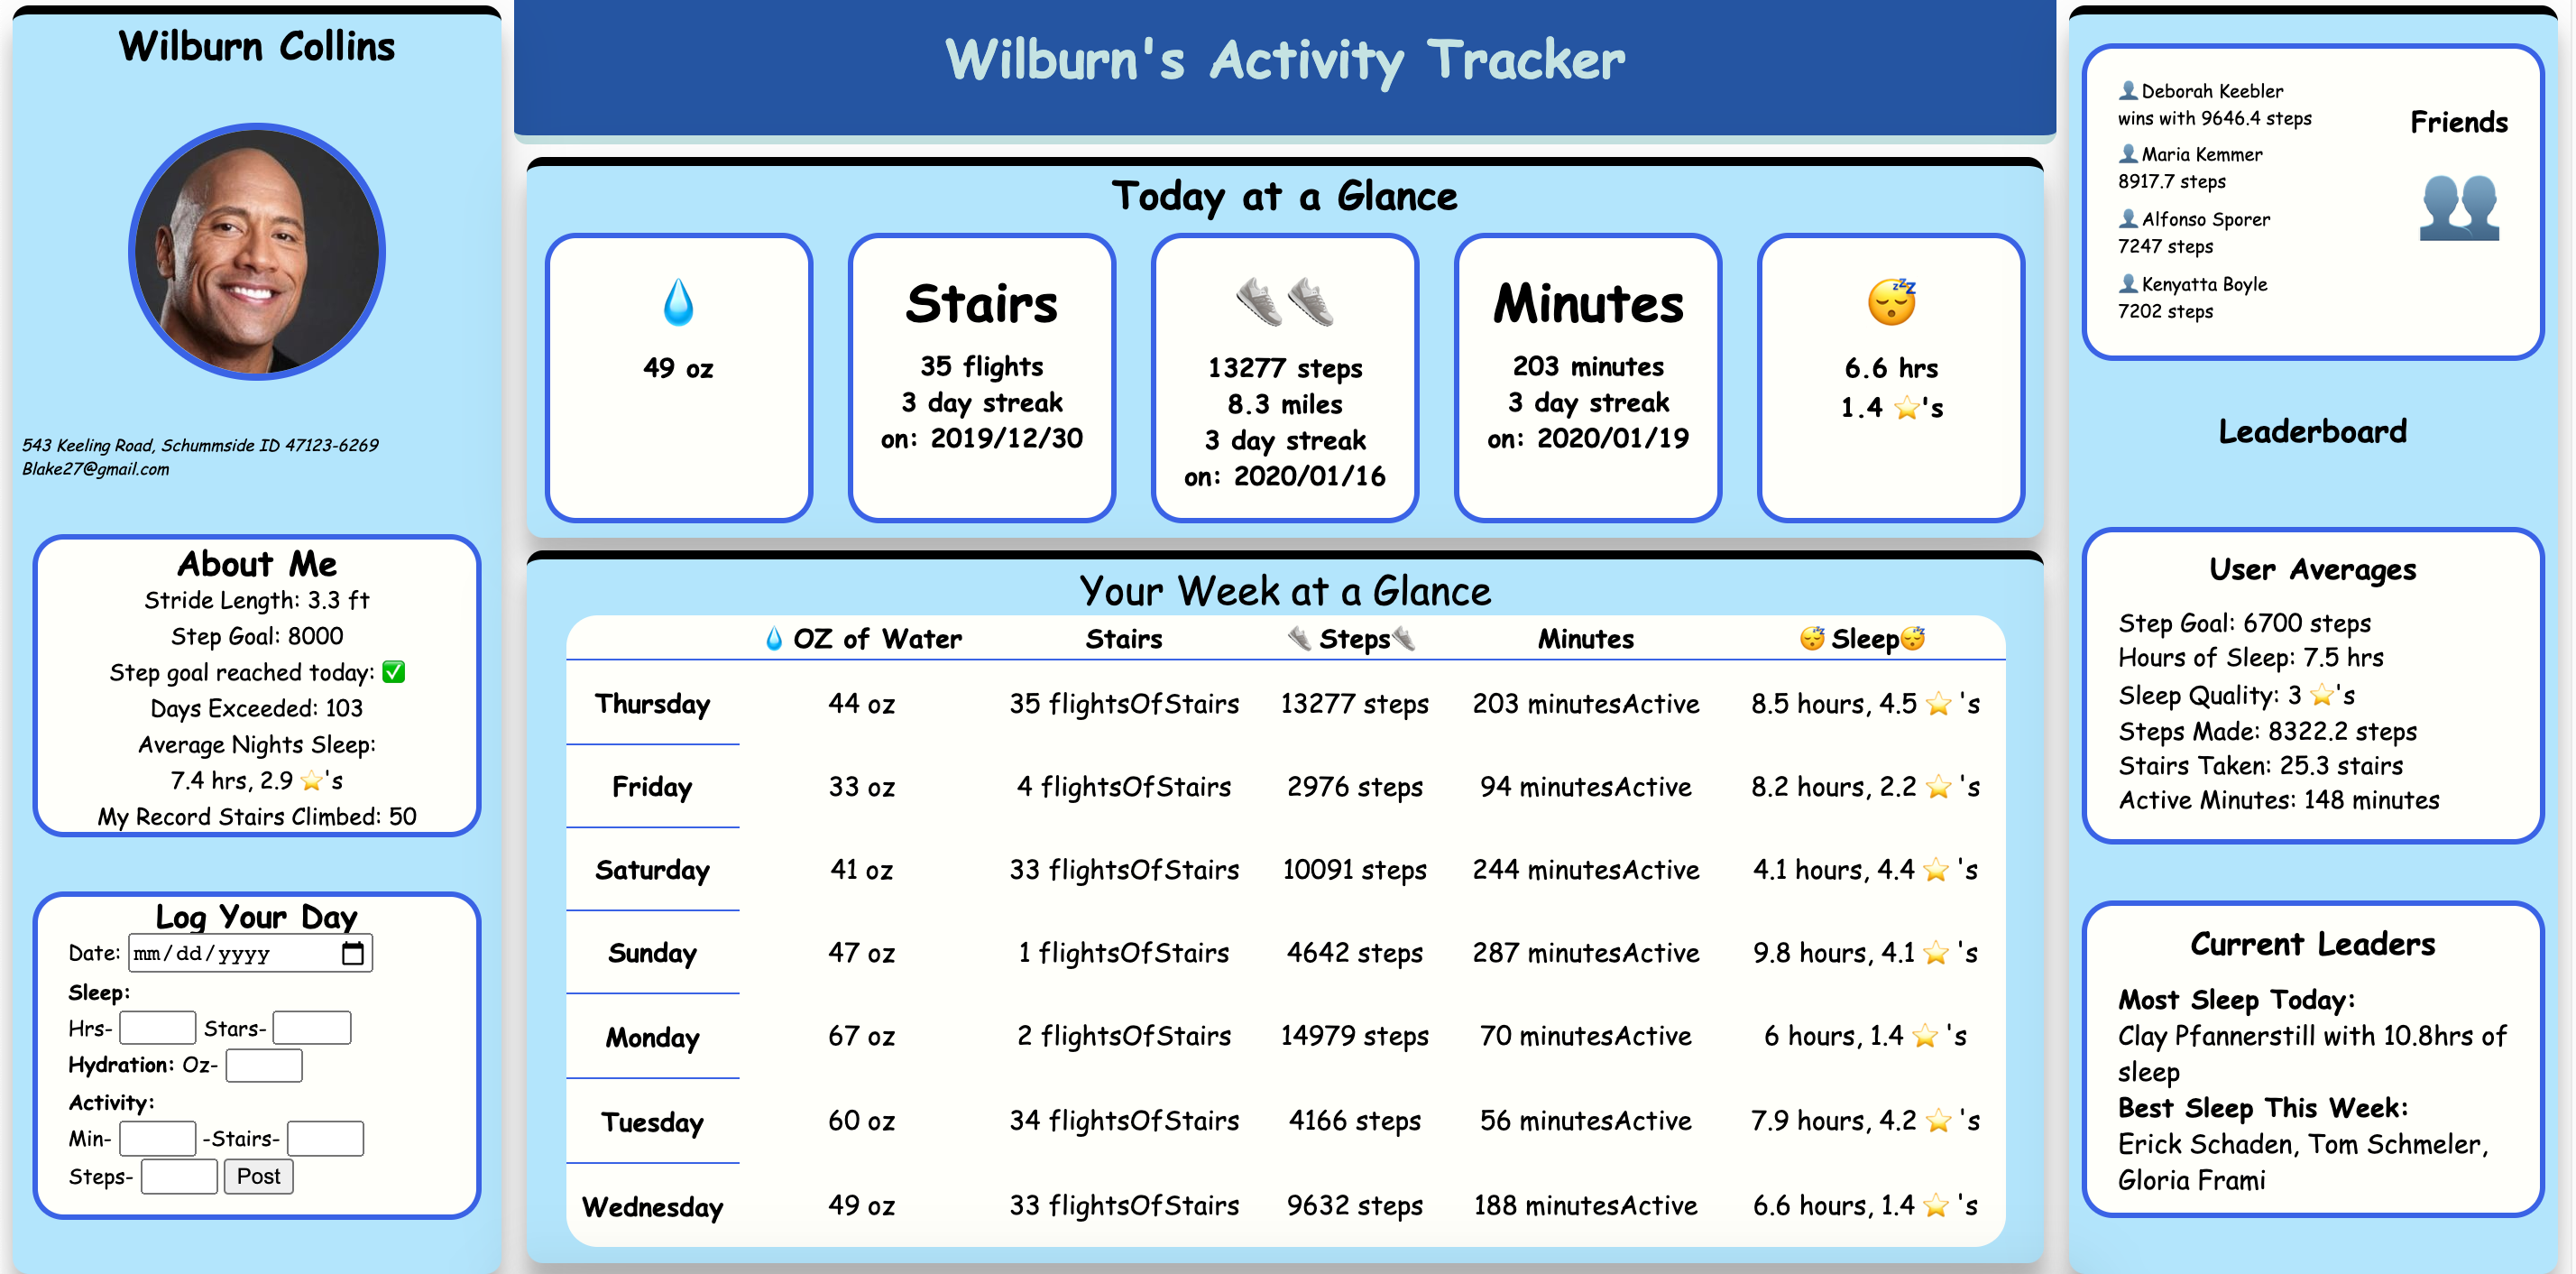 Wilburn Collins
543 Keeling Road, Schummside ID 47123-6269
Blake27@gmail.com
About Me
Stride Length: 3.3 ft
Step Goal: 8000
Step goal reached today: ✅
Days Exceeded: 103
Average Nights Sleep:
7.4 hrs, 2.9 ⭐'s
My Record Stairs Climbed: 50
Log Your Day
Date: mm/dd/yyyy
Sleep:
Hrs- Stars-
Hydration: Oz-
Activity:
Min- -Stairs-
Steps- Post
Wilburn's Activity Tracker
Today at a Glance
💧
49 oz
Stairs
35 flights
3 day streak
on: 2019/12/30
👟👟
13277 steps
8.3 miles
3 day streak
on: 2020/01/16
Minutes
203 minutes
3 day streak
on: 2020/01/19
😴
6.6 hrs
1.4 ⭐'s
Your Week at a Glance
💧 OZ of Water Stairs 👟 Steps👟 Minutes 😴 Sleep😴
Thursday 44 oz 35 flightsOfStairs 13277 steps 203 minutesActive 8.5 hours, 4.5 ⭐ 's
Friday 33 oz 4 flightsOfStairs 2976 steps 94 minutesActive 8.2 hours, 2.2 ⭐ 's
Saturday 41 oz 33 flightsOfStairs 10091 steps 244 minutesActive 4.1 hours, 4.4 ⭐ 's
Sunday 47 oz 1 flightsOfStairs 4642 steps 287 minutesActive 9.8 hours, 4.1 ⭐ 's
Monday 67 oz 2 flightsOfStairs 14979 steps 70 minutesActive 6 hours, 1.4 ⭐ 's
Tuesday 60 oz 34 flightsOfStairs 4166 steps 56 minutesActive 7.9 hours, 4.2 ⭐ 's
Wednesday 49 oz 33 flightsOfStairs 9632 steps 188 minutesActive 6.6 hours, 1.4 ⭐ 's
👤Deborah Keebler
wins with 9646.4 steps
👤Maria Kemmer
8917.7 steps
👤Alfonso Sporer
7247 steps
👤Kenyatta Boyle
7202 steps
Friends
👥
Leaderboard
User Averages
Step Goal: 6700 steps
Hours of Sleep: 7.5 hrs
Sleep Quality: 3 ⭐'s
Steps Made: 8322.2 steps
Stairs Taken: 25.3 stairs
Active Minutes: 148 minutes
Current Leaders
Most Sleep Today:
Clay Pfannerstill with 10.8hrs of
sleep
Best Sleep This Week:
Erick Schaden, Tom Schmeler,
Gloria Frami